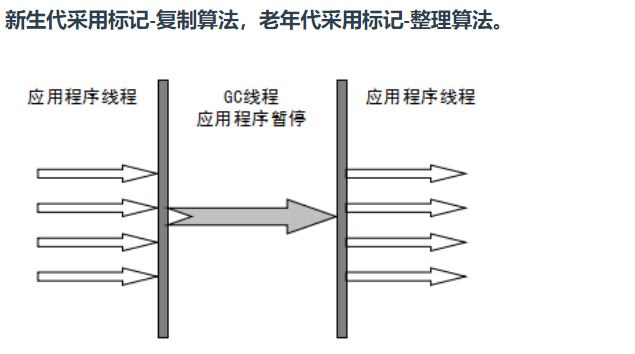 新生代采用标记-复制算法，老年代采用标记-整理算法。
应用程序线程
GC线程
应用程序暂停
应用程序线程